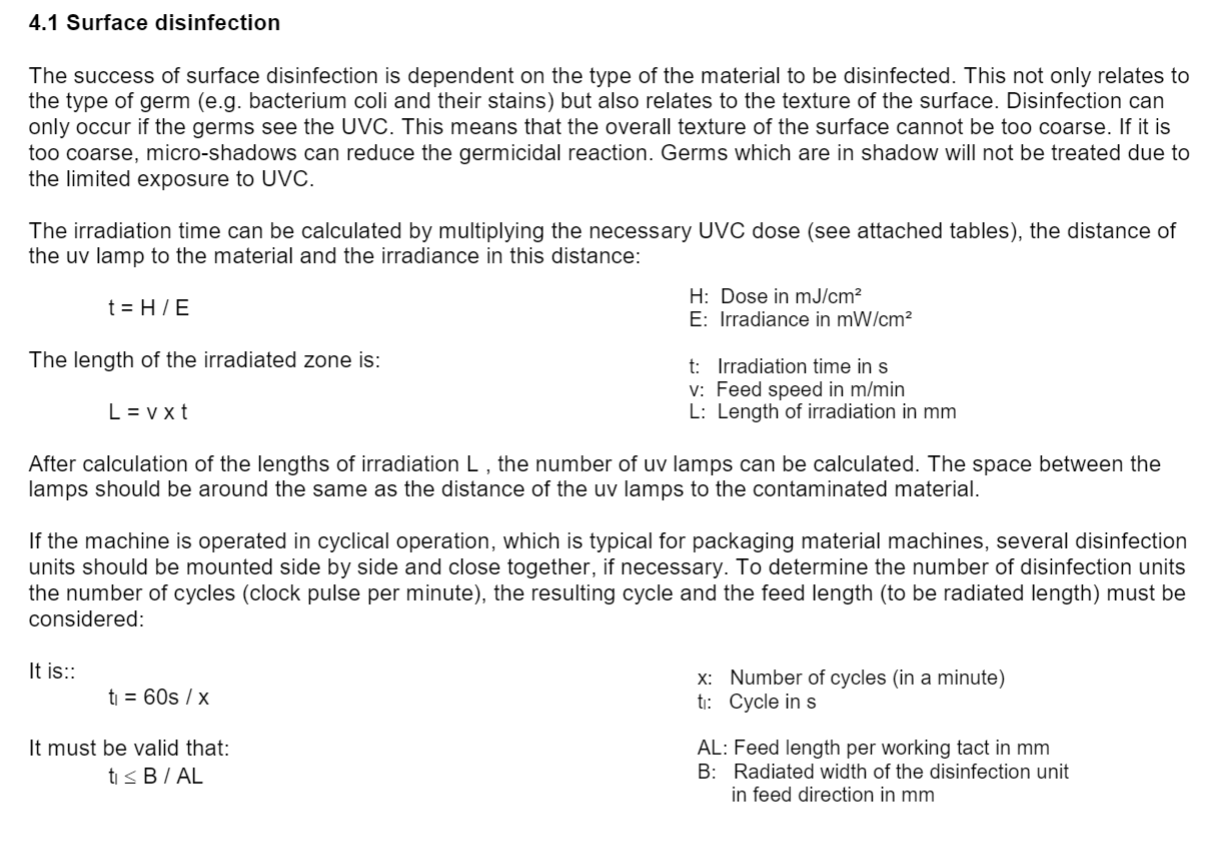 4.1 Surface disinfection
The success of surface disinfection is dependent on the type of the material to be disinfected. This not only relates to
the type of germ (e.g. bacterium coli and their stains) but also relates to the texture of the surface. Disinfection can
only occur if the germs see the UVC. This means that the overall texture of the surface cannot be too coarse. If it is
too coarse, micro-shadows can reduce the germicidal reaction. Germs which are in shadow will not be treated due to
the limited exposure to UVC.
The irradiation time can be calculated by multiplying the necessary UVC dose (see attached tables), the distance of
the uv lamp to the material and the irradiance in this distance:
t = H / E
H: Dose in mJ/cm²
E: Irradiance in mW/cm²
The length of the irradiated zone is:
t: Irradiation time in s
v: Feed speed in m/min
L = v x t
L: Length of irradiation in mm
After calculation of the lengths of irradiation L , the number of uv lamps can be calculated. The space between the
lamps should be around the same as the distance of the uv lamps to the contaminated material.
If the machine is operated in cyclical operation, which is typical for packaging material machines, several disinfection
units should be mounted side by side and close together, if necessary. To determine the number of disinfection units
the number of cycles (clock pulse per minute), the resulting cycle and the feed length (to be radiated length) must be
considered:
It is::
x: Number of cycles (in a minute)
tı = 60s / x
tı: Cycle in s
It must be valid that:
AL: Feed length per working tact in mm
tı ≤ B / AL
B: Radiated width of the disinfection unit
in feed direction in mm